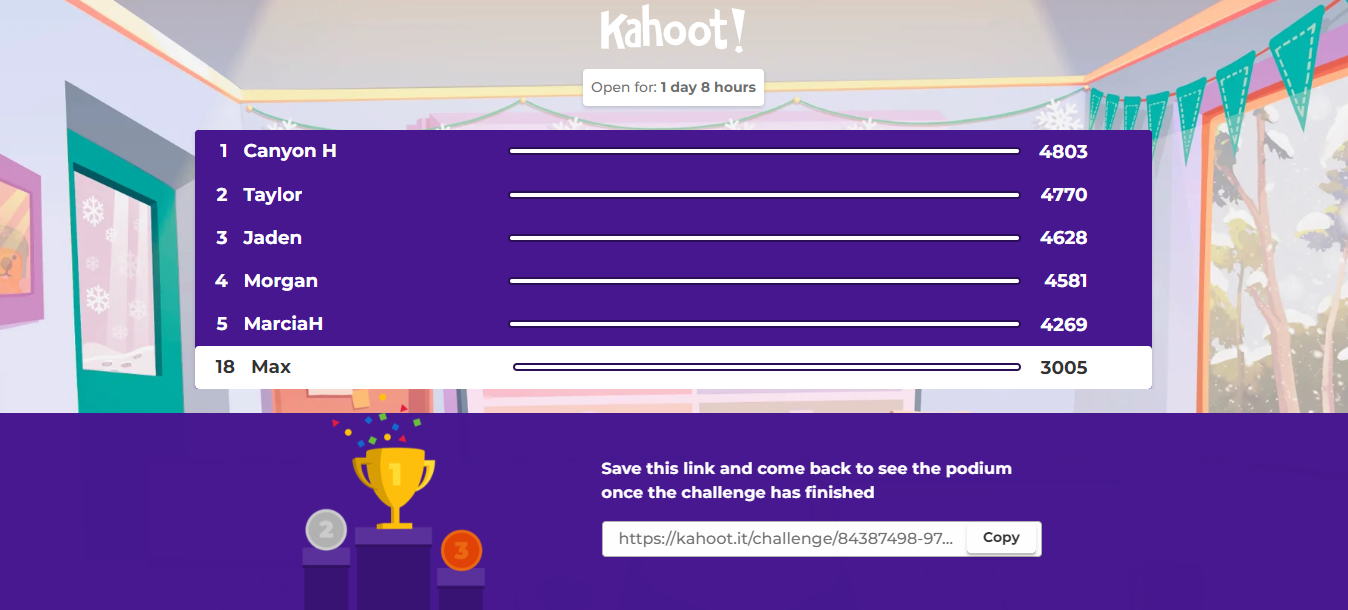 Kahoot!
Open for: 1 day 8 hours
1 Canyon H 4803
2 Taylor 4770
3 Jaden 4628
4 Morgan 4581
5 MarciaH 4269
18 Max 3005
1
2
3
Save this link and come back to see the podium
once the challenge has finished
https://kahoot.it/challenge/84387498-97... Copy